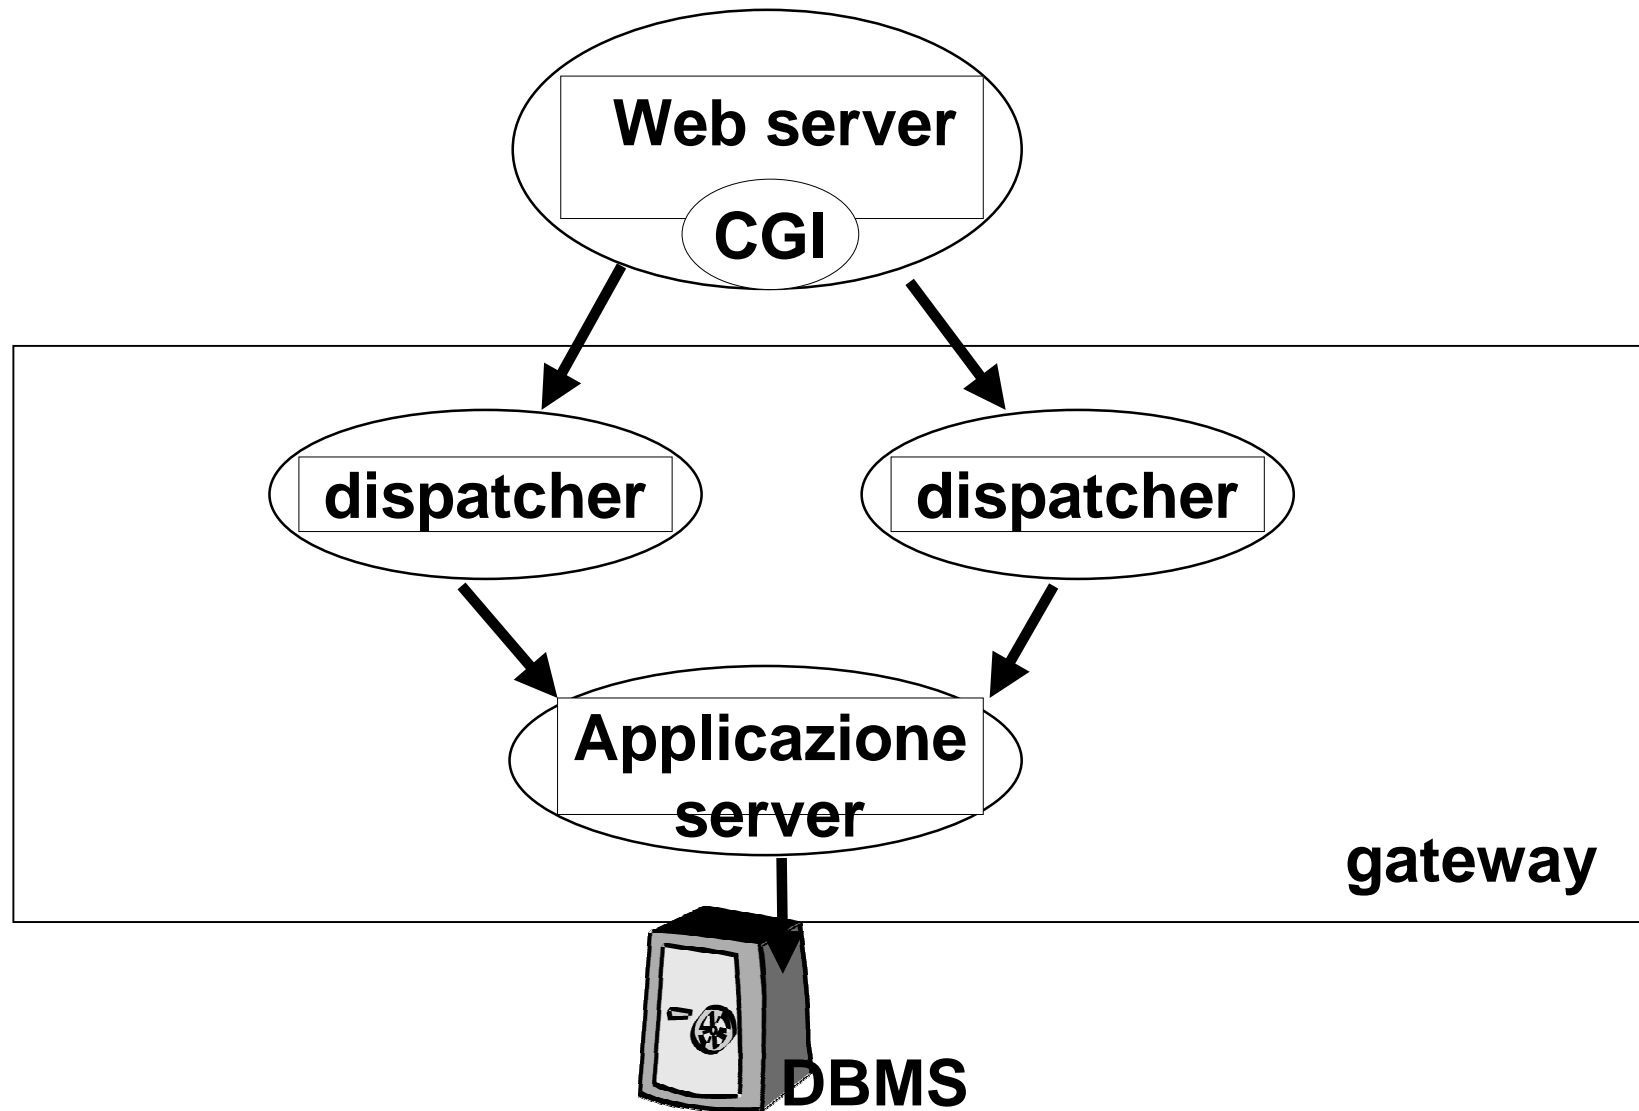 Web server
CGI
dispatcher
dispatcher
Applicazione
server
gateway
DBMS